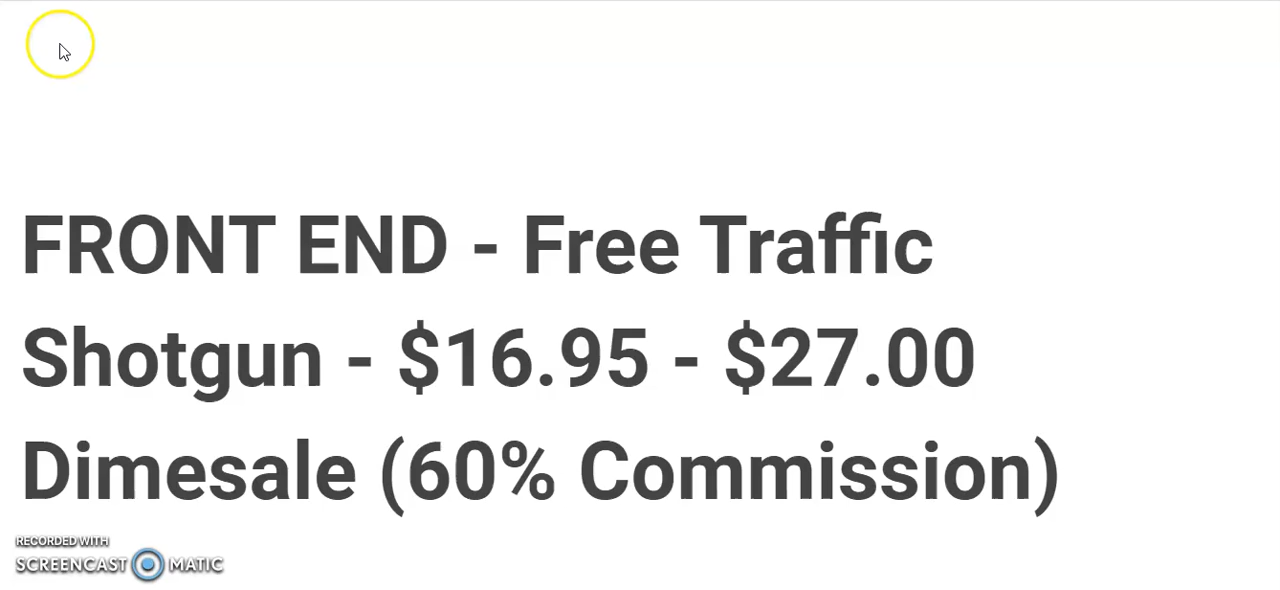 FRONT END - Free Traffic
Shotgun - $16.95 - $27.00
Dimesale (60% Commission)
RECORDED WITH
SCREENCAST MATIC